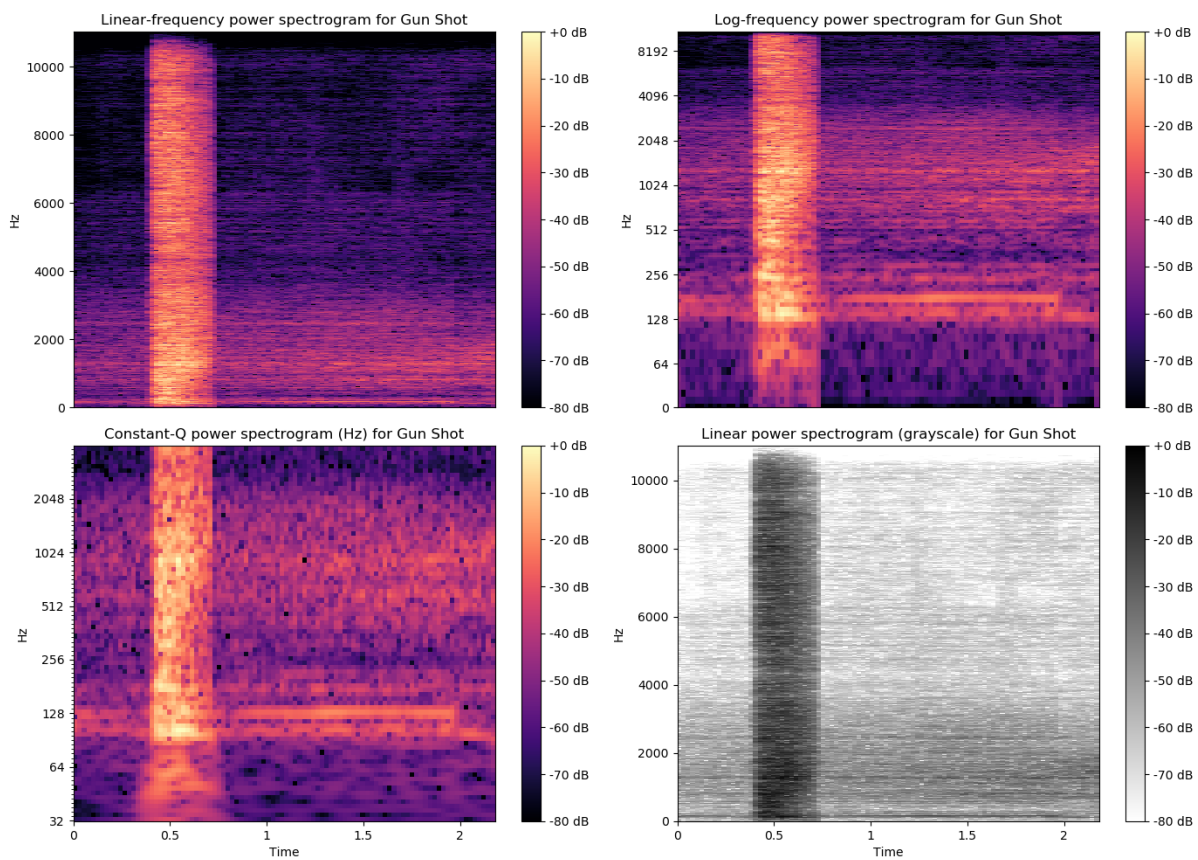 Linear-frequency power spectrogram for Gun Shot
Hz
10000
8000
6000
4000
2000
0
+0 dB
-10 dB
-20 dB
-30 dB
-40 dB
-50 dB
-60 dB
-70 dB
-80 dB
Log-frequency power spectrogram for Gun Shot
Hz
8192
4096
2048
1024
512
256
128
64
0
+0 dB
-10 dB
-20 dB
-30 dB
-40 dB
-50 dB
-60 dB
-70 dB
-80 dB
Constant-Q power spectrogram (Hz) for Gun Shot
Hz
2048
1024
512
256
128
64
32
0 0.5 1 1.5 2
Time
+0 dB
-10 dB
-20 dB
-30 dB
-40 dB
-50 dB
-60 dB
-70 dB
-80 dB
Linear power spectrogram (grayscale) for Gun Shot
Hz
10000
8000
6000
4000
2000
0
0 0.5 1 1.5 2
Time
+0 dB
-10 dB
-20 dB
-30 dB
-40 dB
-50 dB
-60 dB
-70 dB
-80 dB